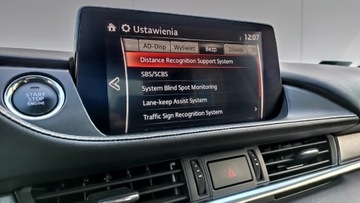 Ustawienia 12:07
AD-Disp Wyświet Bezp Dźwięk
Distance Recognition Support System
SBS/SCBS
System Blind Spot Monitoring
Lane-keep Assist System
Traffic Sign Recognition System
START
STOP
ENGINE